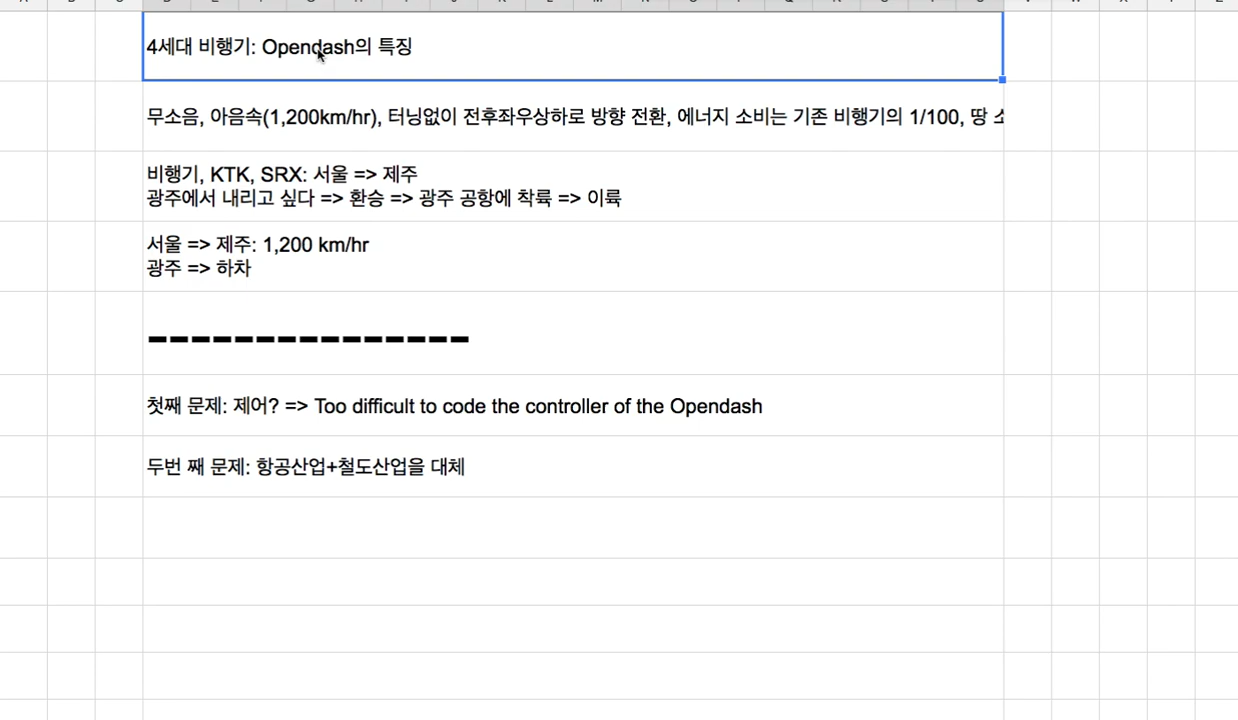 4세대 비행기: Opendash의 특징
무소음, 아음속(1,200km/hr), 터닝없이 전후좌우상하로 방향 전환, 에너지 소비는 기존 비행기의 1/100, 땅
비행기, KTK, SRX: 서울 => 제주
광주에서 내리고 싶다 => 환승 => 광주 공항에 착륙 => 이륙
서울 => 제주: 1,200 km/hr
광주 => 하차
---------------
첫째 문제: 제어? => Too difficult to code the controller of the Opendash
두번 째 문제: 항공산업+철도산업을 대체